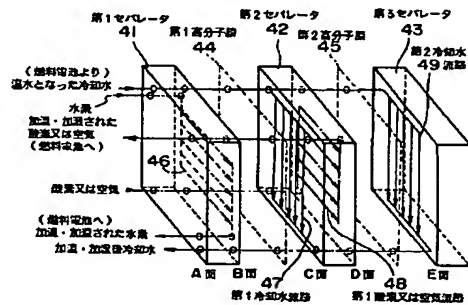 第1セパレータ
41
第1高分子膜
44
第2セパレータ
42
第2高分子膜
45
第3セパレータ
43
第2冷却水
49流路
(燃料電池より)
温水となった冷却水
水素
加温・加湿された
酸素又は空気
(燃料電池へ)
46
酸素又は空気
(燃料電池へ)
加温・加湿された水素
加温・加湿後冷却水
A面
B面
C面
D面
E面
47
第1冷却水流路
48
第1酸素又は空気流路